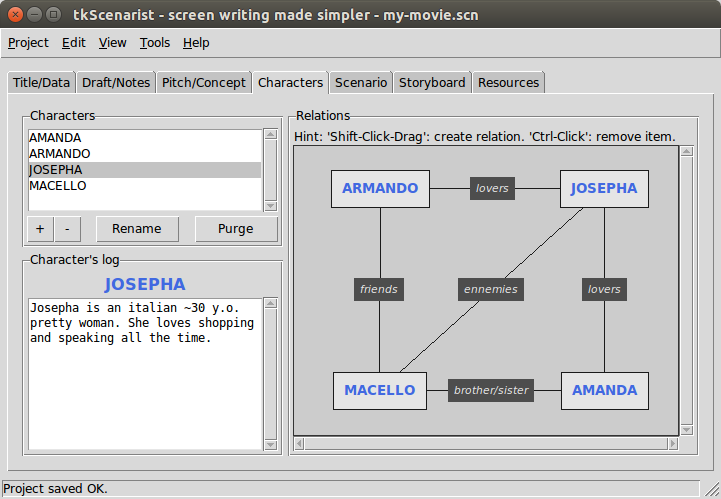 tkScenarist - screen writing made simpler - my-movie.scn
Project Edit View Tools Help
Title/Data Draft/Notes Pitch/Concept Characters Scenario Storyboard Resources
Characters
AMANDA
ARMANDO
JOSEPHA
MACELLO
+ - Rename Purge
Character's log
JOSEPHA
Josepha is an italian ~30 y.o.
pretty woman. She loves shopping
and speaking all the time.
Relations
Hint: 'Shift-Click-Drag': create relation. 'Ctrl-Click': remove item.
ARMANDO lovers JOSEPHA
friends ennemies lovers
MACELLO brother/sister AMANDA
Project saved OK.